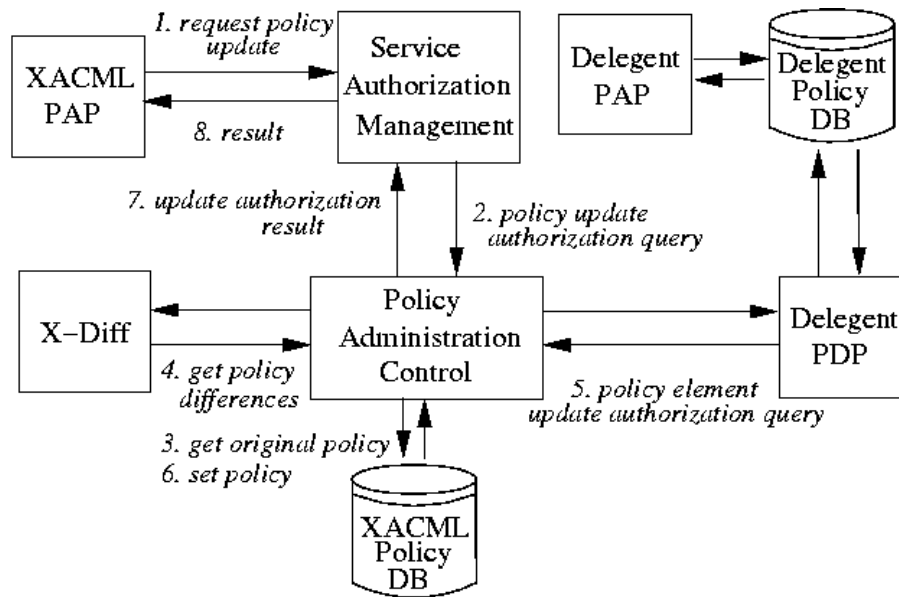 1. request policy
update
XACML
PAP
8. result
Service
Authorization
Management
Delegent
PAP
Delegent
Policy
DB
7. update authorization
result
2. policy update
authorization query
X-Diff
Policy
Administration
Control
Delegent
PDP
4. get policy
differences
5. policy element
update authorization query
3. get original policy
6. set policy
XACML
Policy
DB